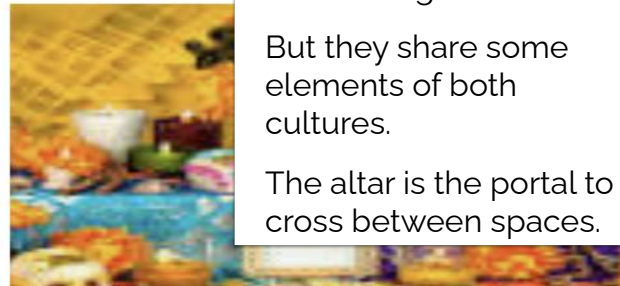 But they share some
elements of both
cultures.
The altar is the portal to
cross between spaces.